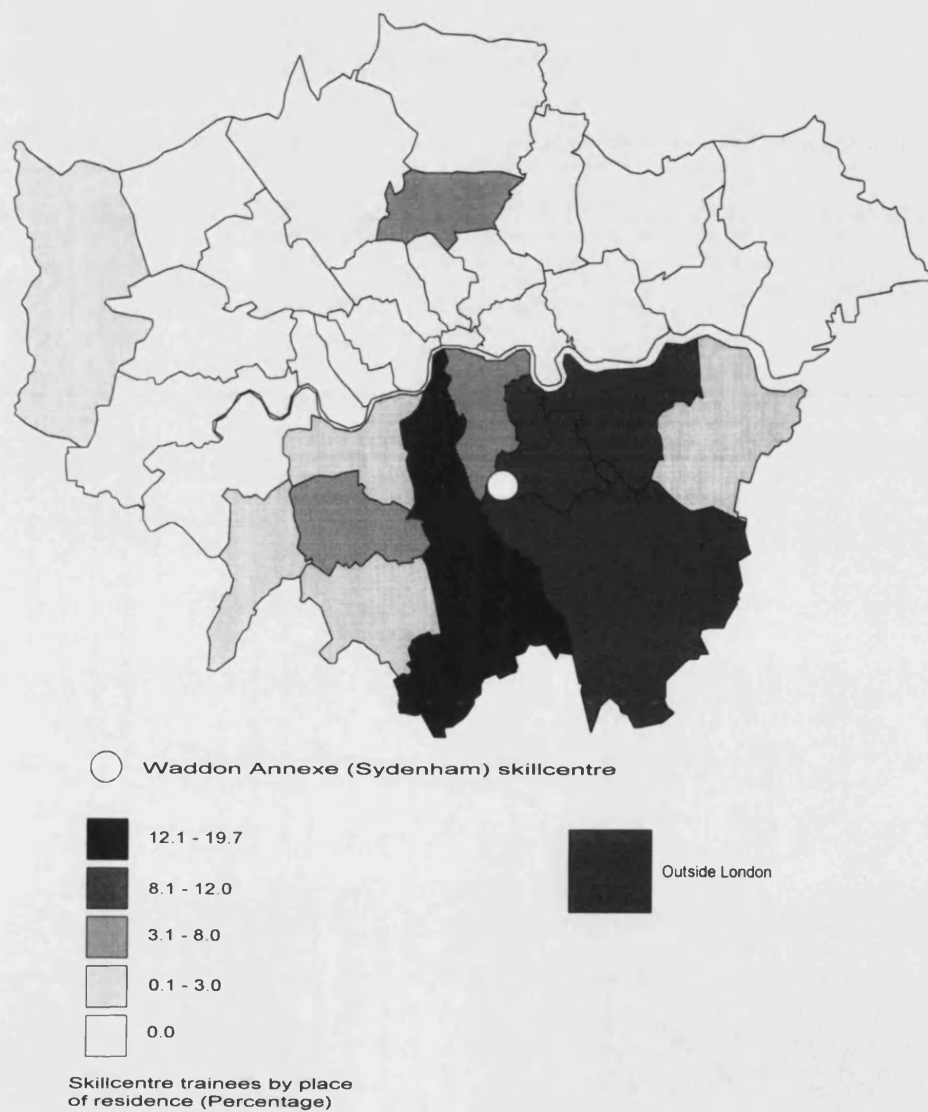 Waddon Annexe (Sydenham) skillcentre
12.1 - 19.7
8.1 - 12.0
3.1 - 8.0
0.1 - 3.0
0.0
Outside London
Skillcentre trainees by place
of residence (Percentage)